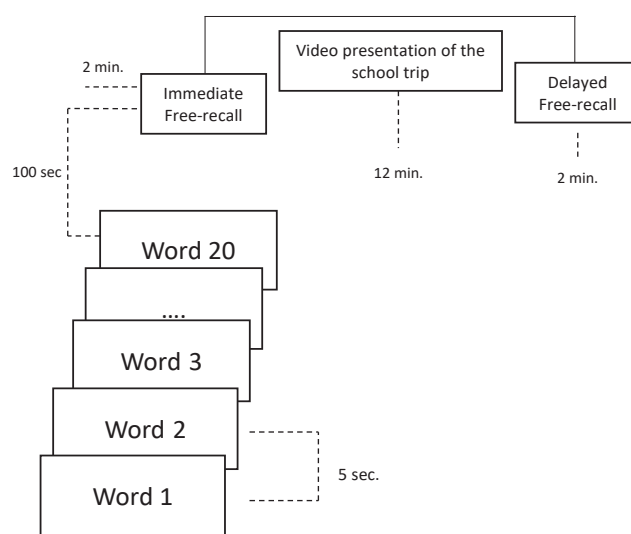 Video presentation of the
school trip
2 min.
Immediate
Free-recall
Delayed
Free-recall
100 sec
12 min.
2 min.
Word 20
....
Word 3
Word 2
5 sec.
Word 1